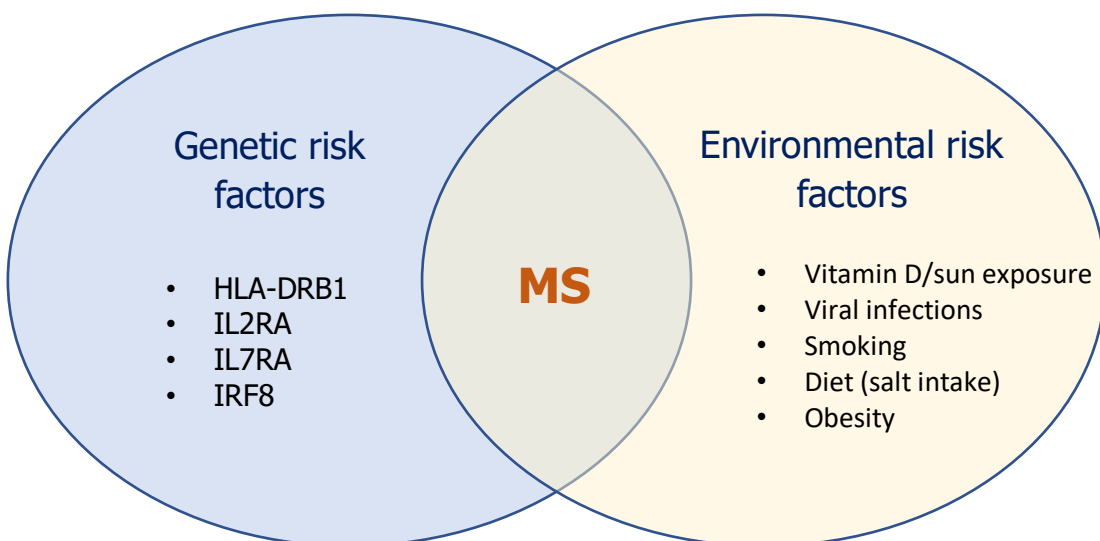 Genetic risk
factors
• HLA-DRB1
• IL2RA
• IL7RA
• IRF8
MS
Environmental risk
factors
• Vitamin D/sun exposure
• Viral infections
• Smoking
• Diet (salt intake)
• Obesity